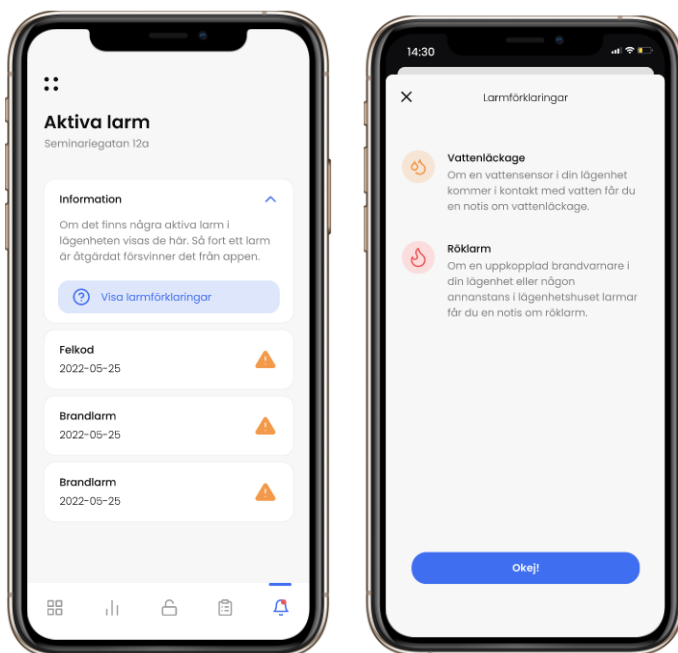 Aktiva larm
Seminariegatan 12a
Information
Om det finns några aktiva larm i
lägenheten visas de här. Så fort ett larm
är åtgärdat försvinner det från appen.
Visa larmförklaringar
Felkod
2022-05-25
Brandlarm
2022-05-25
Brandlarm
2022-05-25
14:30
Larmförklaringar
Vattenläckage
Om en vattensensor i din lägenhet
kommer i kontakt med vatten får du
en notis om vattenläckage.
Röklarm
Om en uppkopplad brandvarnare i
din lägenhet eller någon
annanstans i lägenhetshuset larmar
får du en notis om röklarm.
Okej!